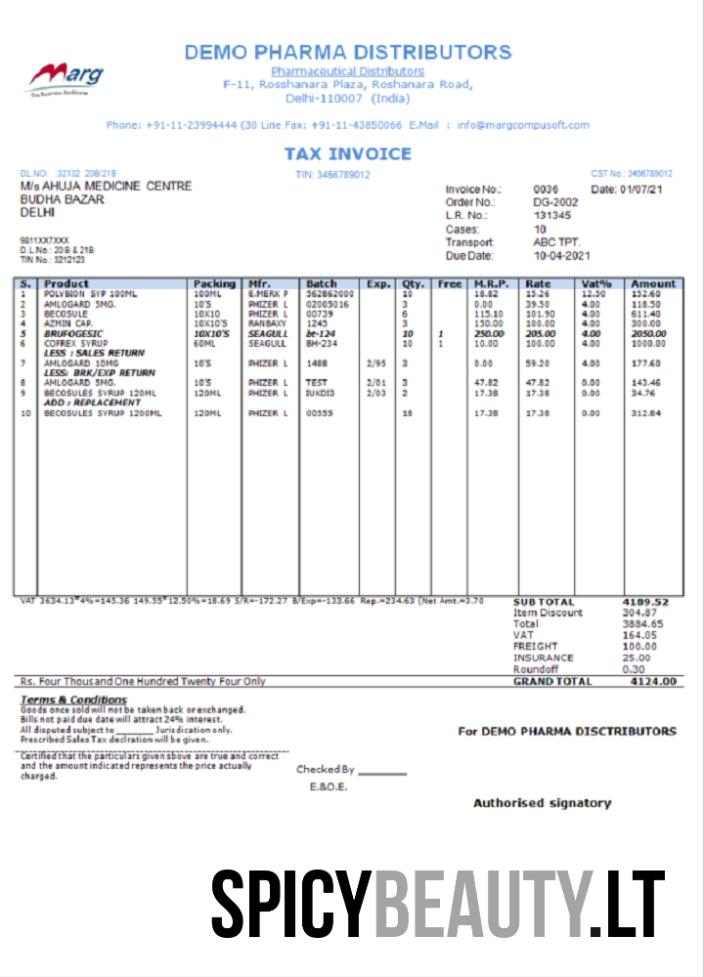 marg
DEMO PHARMA DISTRIBUTORS
Pharmaceutical Distributors
F-11, Rosshanara Plaza, Roshanara Road,
Delhi-110007 (India)
Phone: +91-11-23994444 (30 Line Fax: +91-11-43850066 E.Mail : info@margcompusoft.com
TAX INVOICE
DL.NO. :32132 20B/21B TIN: 3456789012 CST No.: 3456789012
M/s AHUJA MEDICINE CENTRE
BUDHA BAZAR
DELHI
9811XX7XXX
D.L.No.: 20B & 21B
TIN No.: 3212123
Invoice No.: 0036 Date: 01/07/21
Order No.: DG-2002
L.R. No.: 131345
Cases: 10
Transport: ABC TPT.
Due Date: 10-04-2021
S. Product Packing Mfr. Batch Exp. Qty. Free M.R.P. Rate Vat% Amount
1 POLYBION SYP 100ML 100ML E.MERK P 562862000 10 18.82 15.26 12.50 152.60
2 AMLOGARD 5MG. 10'S PHIZER L 02005016 3 0.00 39.50 4.00 118.50
3 BECOSULE 10X10 PHIZER L 00739 6 115.10 101.90 4.00 611.40
4 AZMIN CAP. 10X10'S RANBAXY 1245 3 150.00 100.00 4.00 300.00
5 BRUFOGESIC 10X10'S SEAGULL bt-124 10 1 250.00 205.00 4.00 2050.00
6 COFREX SYRUP 60ML SEAGULL BH-234 10 1 10.00 100.00 4.00 1000.00
LESS : SALES RETURN
7 AMLOGARD 10MG 10'S PHIZER L 1488 2/95 3 0.00 59.20 4.00 177.60
LESS: BRK/EXP RETURN
8 AMLOGARD 5MG. 10'S PHIZER L TEST 2/01 3 47.82 47.82 0.00 143.46
9 BECOSULES SYRUP 120ML 120ML PHIZER L 2/03 2 17.38 17.38 0.00 34.76
ADD : REPLACEMENT
10 BECOSULES SYRUP 1200ML 120ML PHIZER L 00555 18 17.38 17.38 0.00 312.84
VAT 3634.13*4%=145.36 149.55*12.50%=18.69 S/R=-172.27 B/Exp=-133.66 Rep.=234.63 (Net Amt.=3.70
SUB TOTAL 4189.52
Item Discount 304.87
Total 3884.65
VAT 164.05
FREIGHT 100.00
INSURANCE 25.00
Roundoff 0.30
Rs. Four Thousand One Hundred Twenty Four Only GRAND TOTAL 4124.00
Terms & Conditions
Goods once sold will not be taken back or exchanged.
Bills not paid due date will attract 24% interest.
All disputed subject to ________ Jurisdication only.
Prescribed Sales Tax declration will be given.
For DEMO PHARMA DISCTRIBUTORS
Certified that the particulars given above are true and correct
and the amount indicated represents the price actually
charged.
Checked By ________
E.&O.E.
Authorised signatory
SPICYBEAUTY.LT